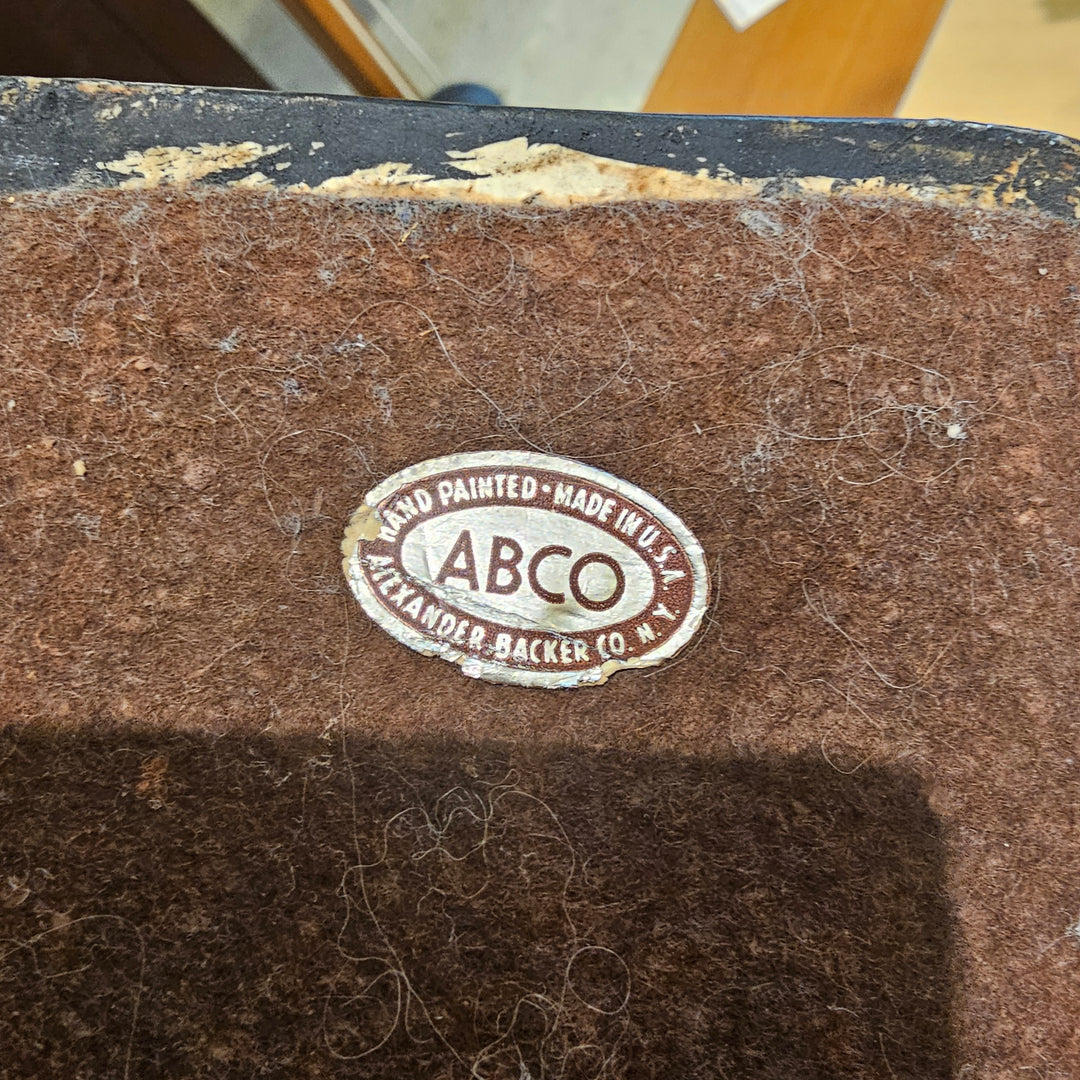 HAND PAINTED · MADE IN U.S.A.
ABCO
ALEXANDER BACKER CO. N.Y.